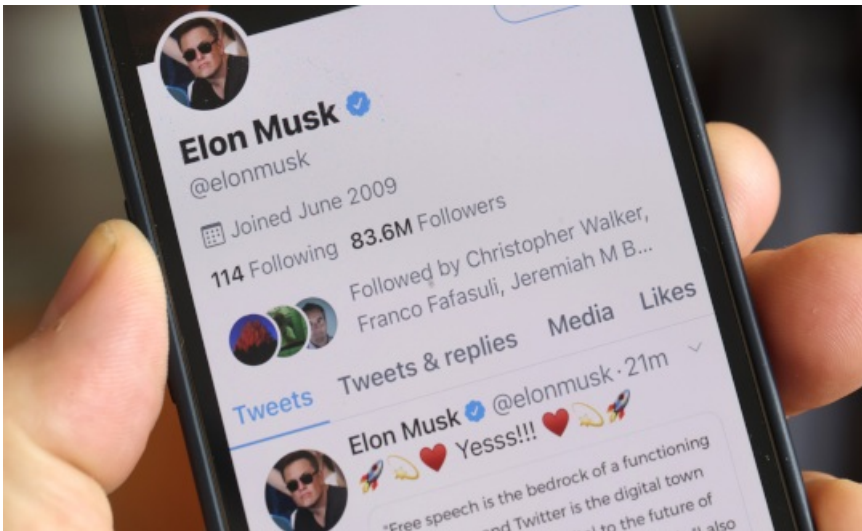 Elon Musk
@elonmusk
Joined June 2009
114 Following 83.6M Followers
Followed by Christopher Walker,
Franco Fafasuli, Jeremiah M B...
Tweets Tweets & replies Media Likes
Elon Musk @elonmusk · 21m
🚀💫♥️ Yesss!!! ♥️💫🚀
"Free speech is the bedrock of a functioning
and Twitter is the digital town
to the future of
"I also